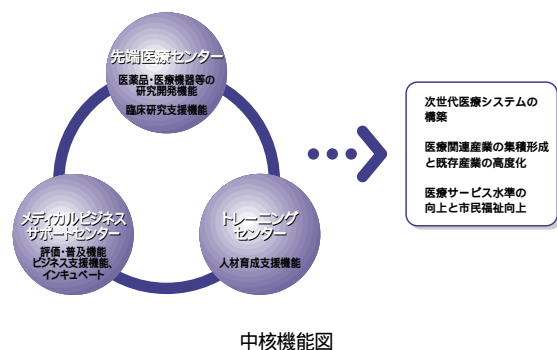 先端医療センター
医薬品・医療機器等の
研究開発機能
臨床研究支援機能
メディカルビジネス
サポートセンター
評価・普及機能
ビジネス支援機能、
インキュベート
トレーニング
センター
人材育成支援機能
次世代医療システムの
構築
医療関連産業の集積形成
と既存産業の高度化
医療サービス水準の
向上と市民福祉向上
中核機能図